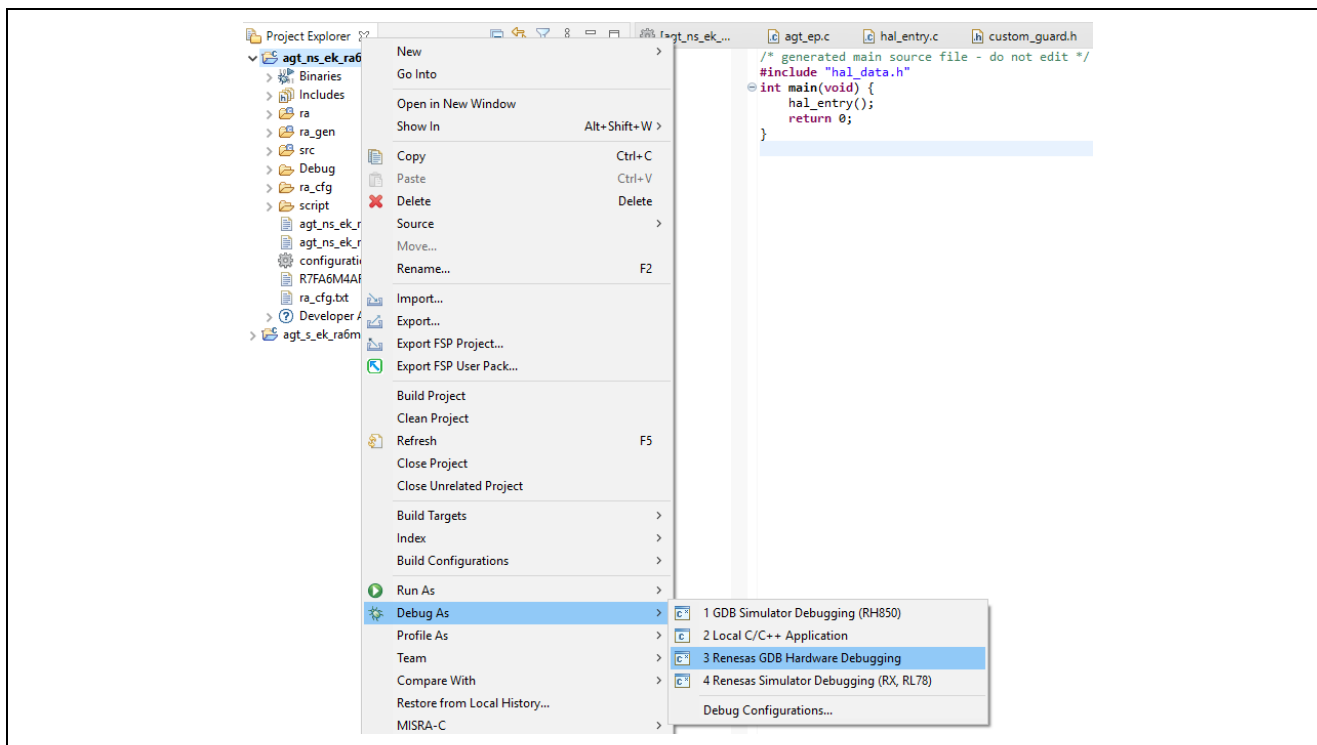 Project Explorer
agt_ns_ek_ra6
Binaries
Includes
ra
ra_gen
src
Debug
ra_cfg
script
agt_ns_ek_r
agt_ns_ek_r
configuratio
R7FA6M4AF
ra_cfg.txt
Developer A
agt_s_ek_ra6m
New
Go Into
Open in New Window
Show In Alt+Shift+W >
Copy Ctrl+C
Paste Ctrl+V
Delete Delete
Source
Move...
Rename... F2
Import...
Export...
Export FSP Project...
Export FSP User Pack...
Build Project
Clean Project
Refresh F5
Close Project
Close Unrelated Project
Build Targets
Index
Build Configurations
Run As
Debug As
Profile As
Team
Compare With
Restore from Local History...
MISRA-C
1 GDB Simulator Debugging (RH850)
2 Local C/C++ Application
3 Renesas GDB Hardware Debugging
4 Renesas Simulator Debugging (RX, RL78)
Debug Configurations...
[agt_ns_ek_... agt_ep.c hal_entry.c custom_guard.h
/* generated main source file - do not edit */
#include "hal_data.h"
int main(void) {
hal_entry();
return 0;
}